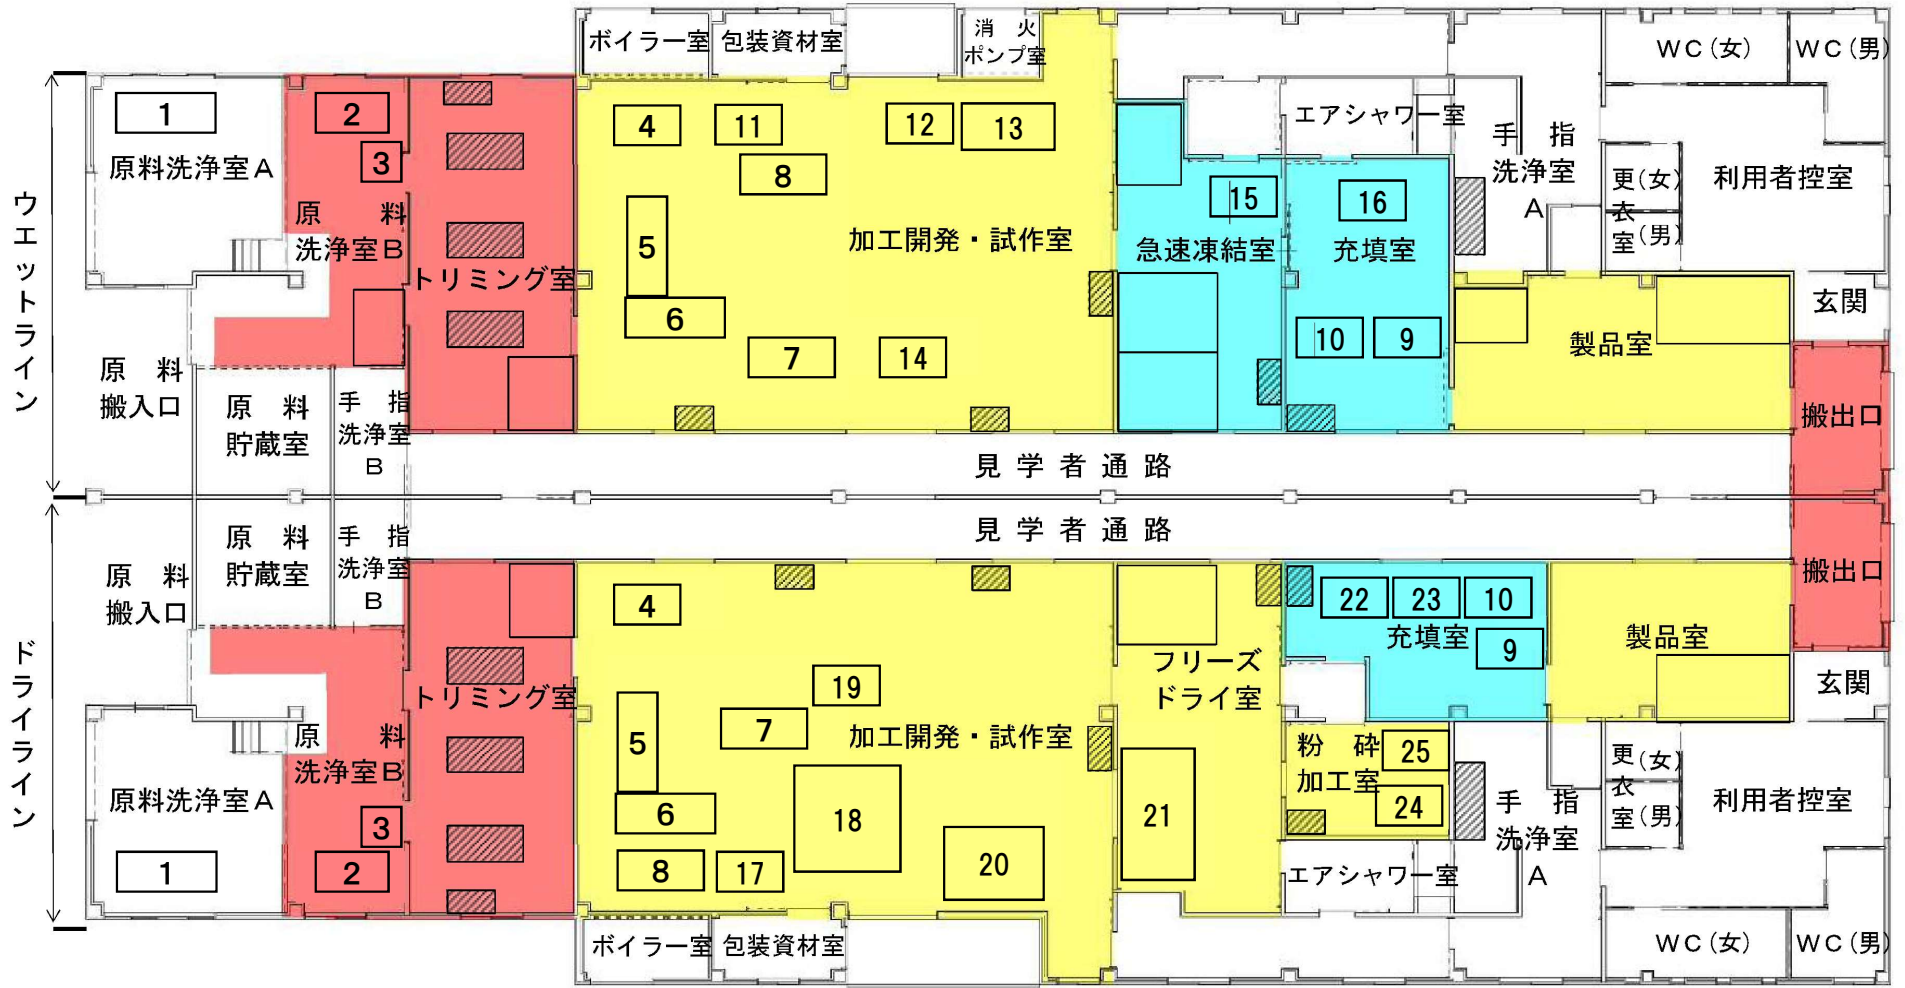 ボイラー室
包装資材室
消 火
ポンプ室
WC(女)
WC(男)
1
2
3
4
11
12
13
8
エアシャワー室
原料洗浄室A
手 指
洗浄室
A
更(女)
衣
室(男)
利用者控室
15
16
5
原 料
洗浄室B
トリミング室
加工開発・試作室
急速凍結室
充填室
6
7
14
10
9
製品室
玄関
ウエットライン
原 料
搬入口
原 料
貯蔵室
手 指
洗浄室
B
搬出口
見 学 者 通 路
見 学 者 通 路
原 料
搬入口
原 料
貯蔵室
手 指
洗浄室
B
搬出口
4
22
23
10
充填室
9
製品室
ドライライン
トリミング室
19
フリーズ
ドライ室
玄関
原 料
洗浄室B
5
7
加工開発・試作室
粉 砕
加工室
25
24
更(女)
衣
室(男)
原料洗浄室A
3
6
18
21
手 指
洗浄室
A
利用者控室
1
2
8
17
20
エアシャワー室
ボイラー室
包装資材室
WC(女)
WC(男)